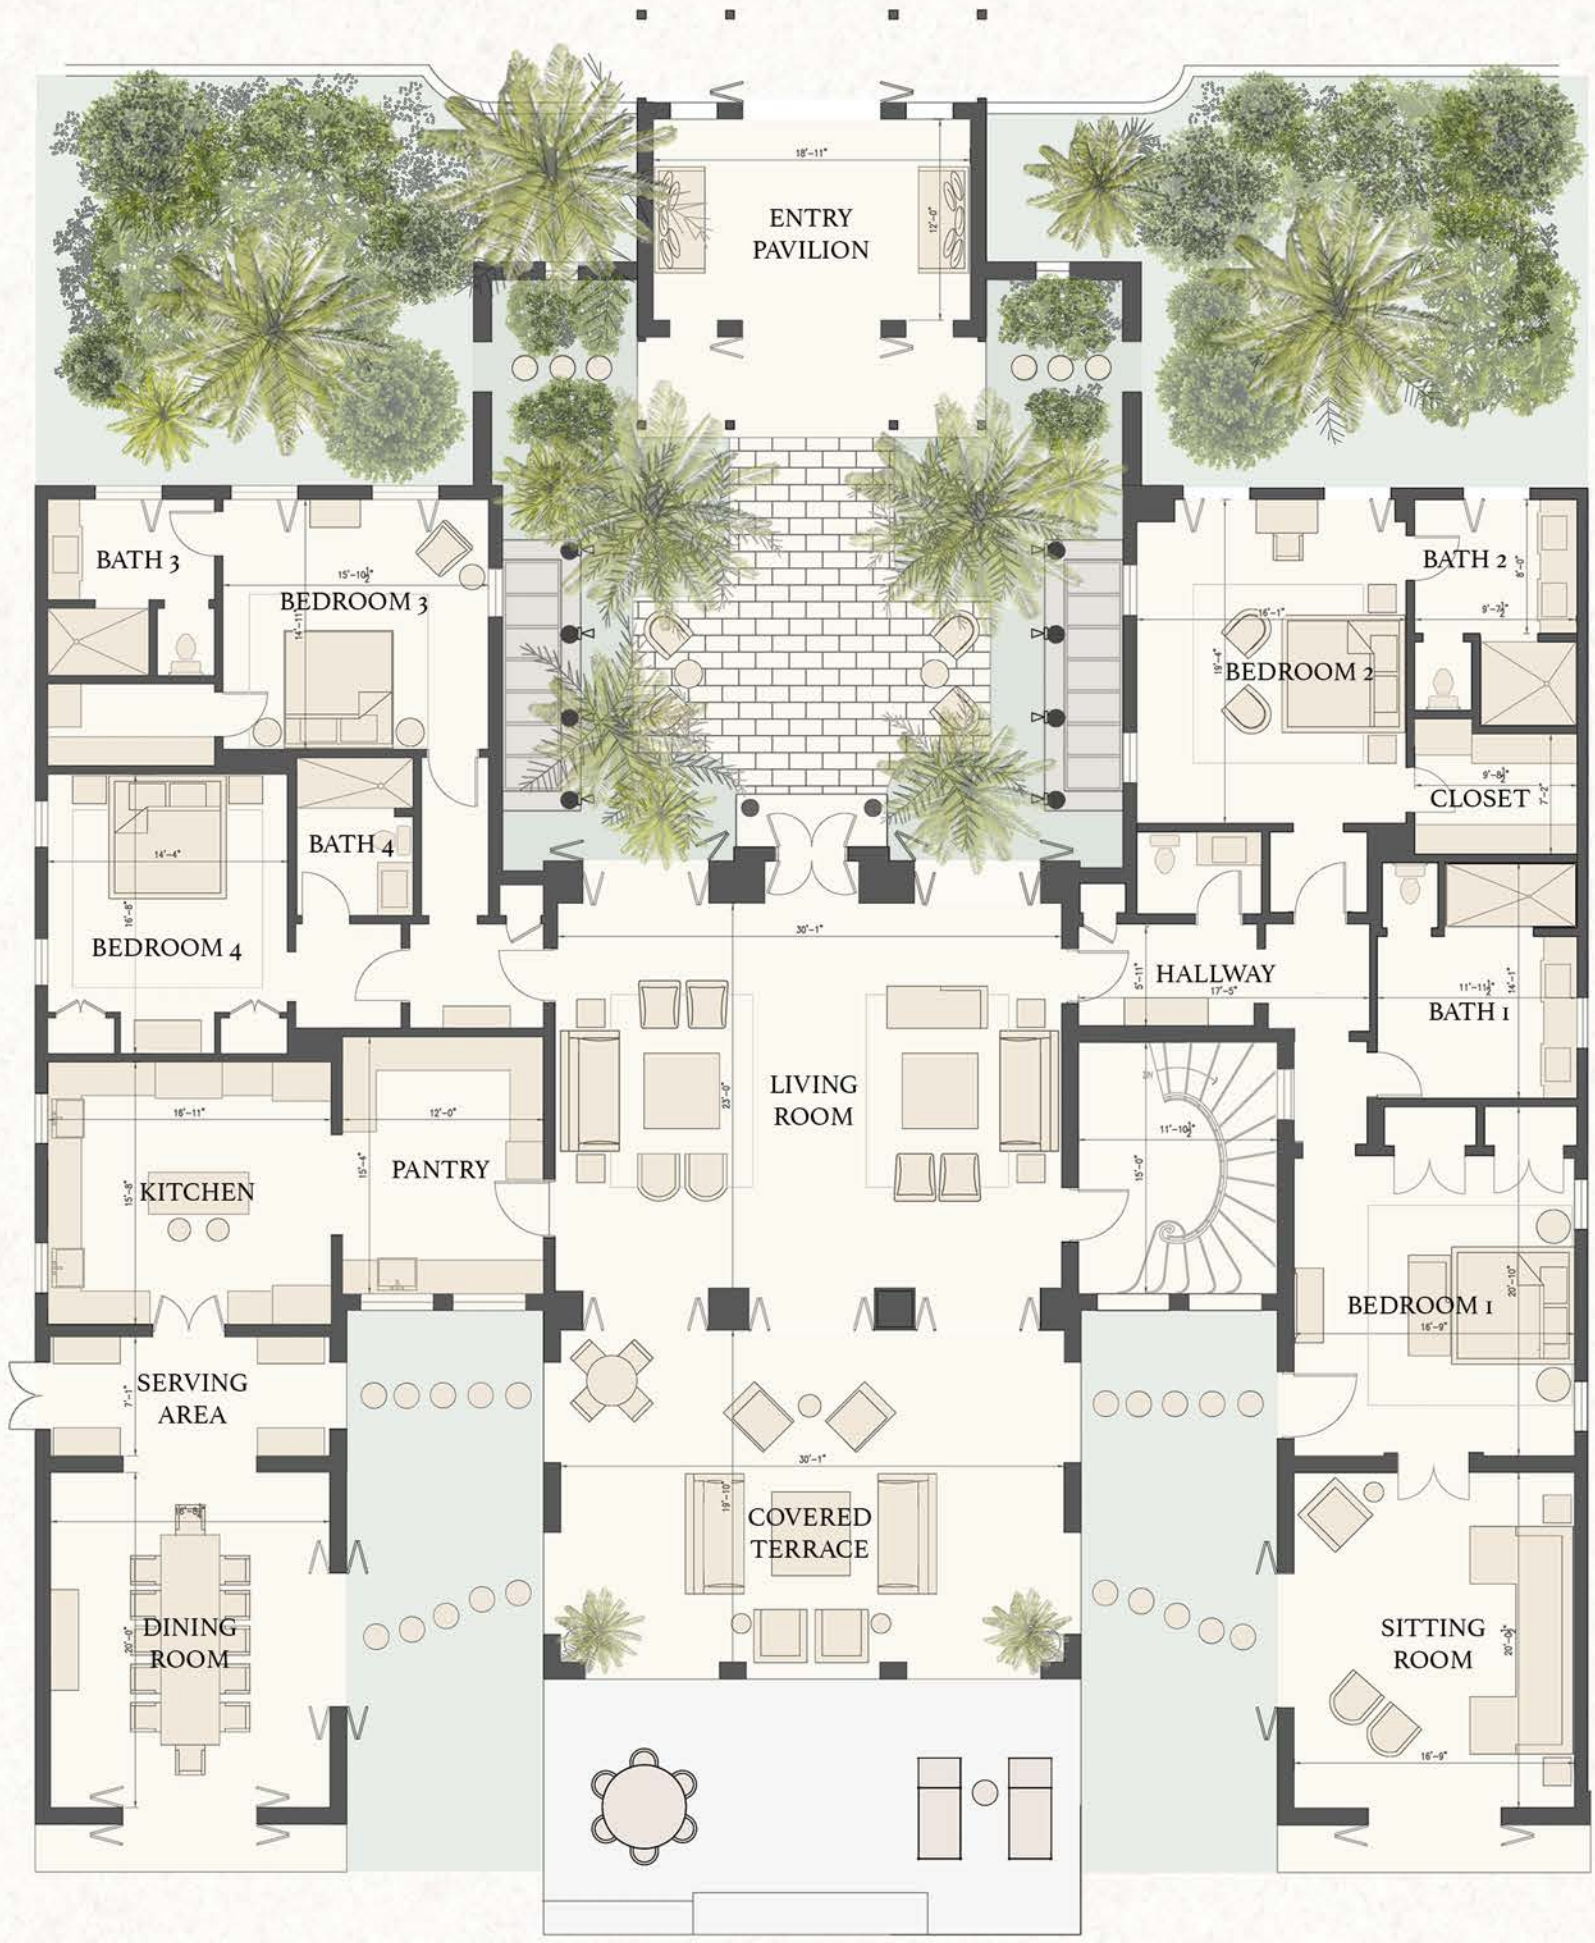 18'-11"
ENTRY
PAVILION
12'-0"
BATH 3
15'-10½"
BEDROOM 3
14'-11"
BATH 2
8'-0"
9'-2½"
16'-1"
BEDROOM 2
19'-4"
9'-8½"
CLOSET
7'-2"
14'-4"
BATH 4
16'-8"
BEDROOM 4
30'-1"
5'-11"
HALLWAY
17'-5"
11'-11½"
14'-1"
BATH 1
16'-11"
12'-0"
23'-0"
LIVING
ROOM
11'-10½"
15'-0"
15'-4"
PANTRY
15'-8"
KITCHEN
20'-10"
BEDROOM 1
16'-9"
SERVING
AREA
7'-1"
30'-1"
19'-10"
COVERED
TERRACE
DINING
ROOM
20'-0"
SITTING
ROOM
20'-0½"
16'-9"